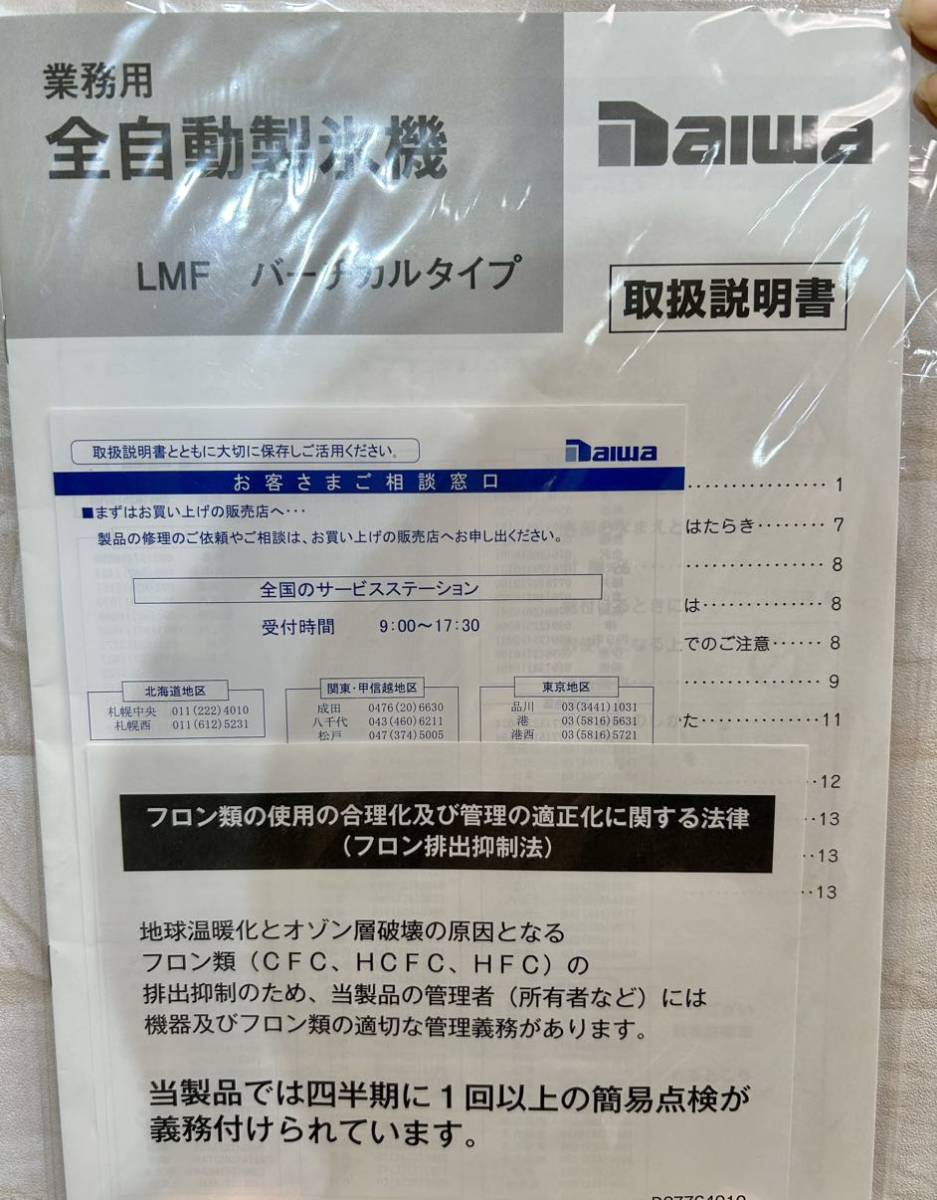 業務用
全自動製氷機
Daiwa
LMF バーチカルタイプ
取扱説明書
取扱説明書とともに大切に保存しご活用ください。
Daiwa
お客さまご相談窓口
■まずはお買い上げの販売店へ･･･
製品の修理のご依頼やご相談は、お買い上げの販売店へお申し出ください。
全国のサービスステーション
受付時間 9:00～17:30
北海道地区
札幌中央 011(222)4010
札幌西 011(612)5231
関東・甲信越地区
成田 0476(20)6630
八千代 043(460)6211
松戸 047(374)5005
東京地区
品川 03(3441)1031
港 03(5816)5631
港西 03(5816)5721
················ 1
はたらき········ 7
················ 8
は·············· 8
でのご注意······ 8
················ 9
た··············11
··12
··13
··13
··13
フロン類の使用の合理化及び管理の適正化に関する法律
（フロン排出抑制法）
地球温暖化とオゾン層破壊の原因となる
フロン類（ＣＦＣ、ＨＣＦＣ、ＨＦＣ）の
排出抑制のため、当製品の管理者（所有者など）には
機器及びフロン類の適切な管理義務があります。
当製品では四半期に１回以上の簡易点検が
義務付けられています。